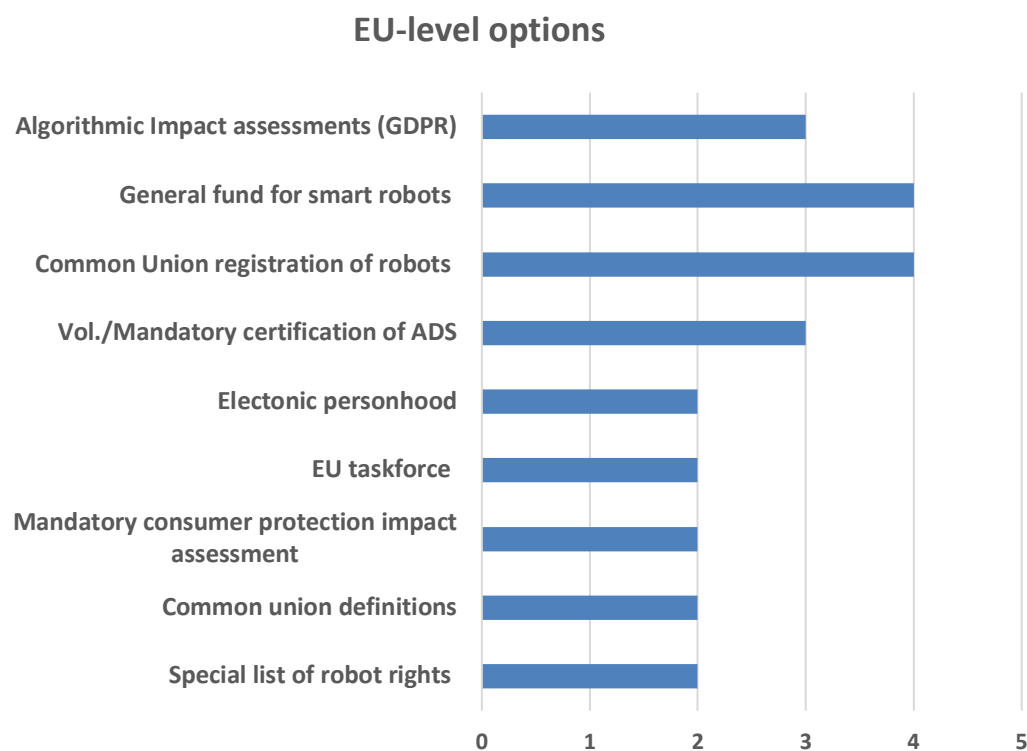 EU-level options
Algorithmic Impact assessments (GDPR)
General fund for smart robots
Common Union registration of robots
Vol./Mandatory certification of ADS
Electonic personhood
EU taskforce
Mandatory consumer protection impact
assessment
Common union definitions
Special list of robot rights
0 1 2 3 4 5